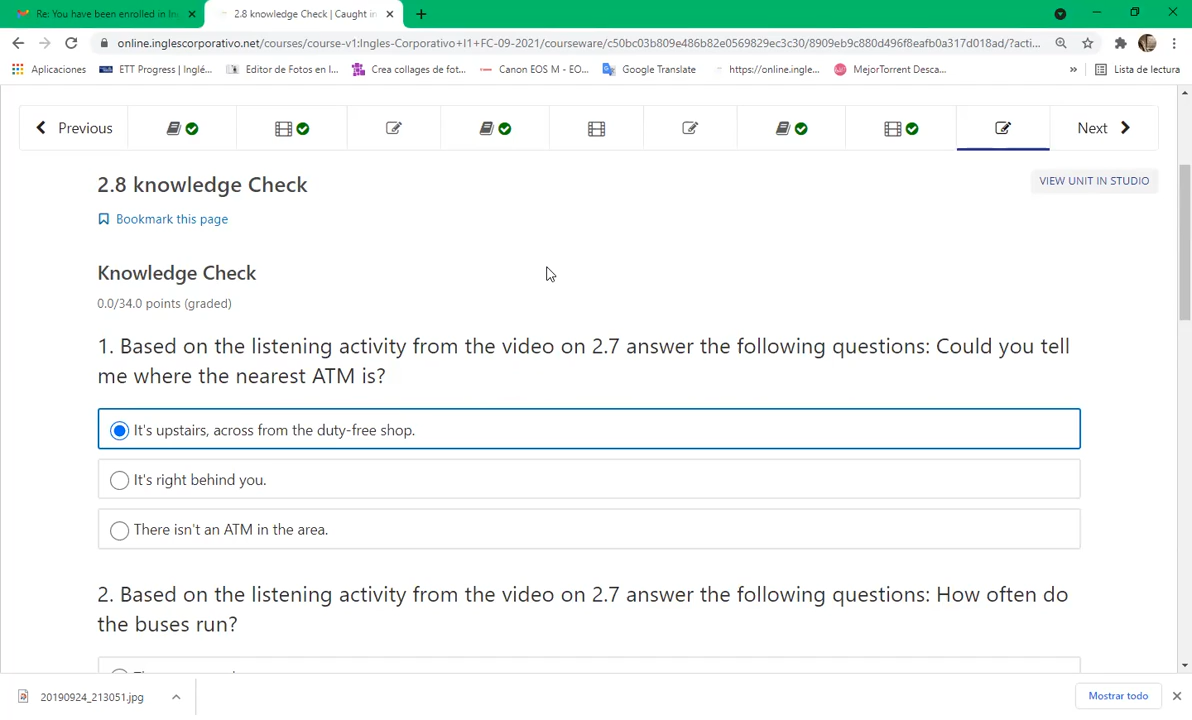 Re: You have been enrolled in In
2.8 knowledge Check | Caught in
online.inglescorporativo.net/courses/course-v1:Ingles-Corporativo+I1+FC-09-2021/courseware/c50bc03b809e486b82e0569829ec3c30/8909eb9c880d496f8eafb0a317d018ad/?acti...
Aplicaciones
ETT Progress | Inglé...
Editor de Fotos en l...
Crea collages de fot...
Canon EOS M - EO...
Google Translate
https://online.ingle...
MejorTorrent Desca...
»
Lista de lectura
Previous
Next
2.8 knowledge Check
VIEW UNIT IN STUDIO
Bookmark this page
Knowledge Check
0.0/34.0 points (graded)
1. Based on the listening activity from the video on 2.7 answer the following questions: Could you tell
me where the nearest ATM is?
It's upstairs, across from the duty-free shop.
It's right behind you.
There isn't an ATM in the area.
2. Based on the listening activity from the video on 2.7 answer the following questions: How often do
the buses run?
20190924_213051.jpg
Mostrar todo